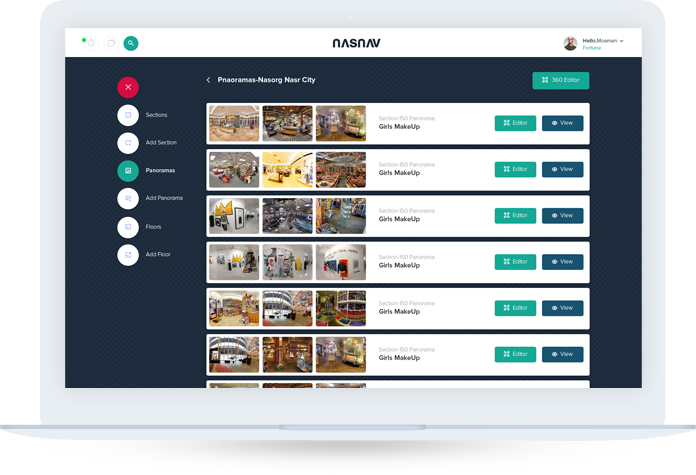 NASNAV
Hello,Moamen
Fortune
Pnaoramas-Nasorg Nasr City
360 Editor
Sections
Add Section
Panoramas
Add Panorama
Floors
Add Floor
Section-150 Panorama
Girls MakeUp
Editor
View
Section-150 Panorama
Girls MakeUp
Editor
View
Section-150 Panorama
Girls MakeUp
Editor
View
Section-150 Panorama
Girls MakeUp
Editor
View
Section-150 Panorama
Girls MakeUp
Editor
View
Section-150 Panorama
Girls MakeUp
Editor
View